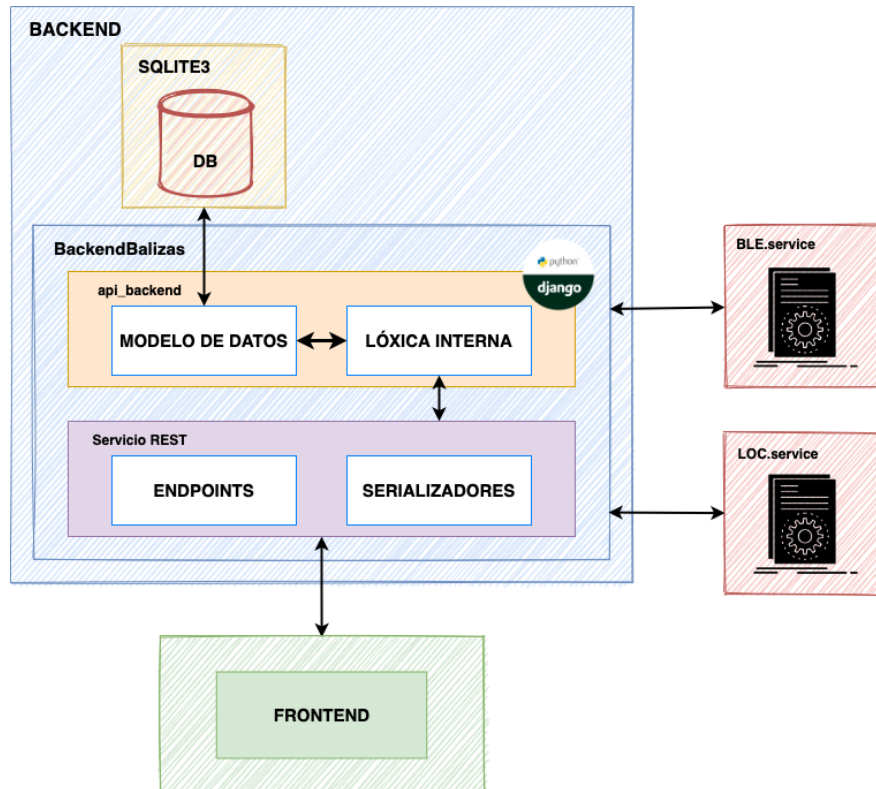 BACKEND
SQLITE3
DB
BackendBalizas
python
django
api_backend
MODELO DE DATOS
LÓXICA INTERNA
Servicio REST
ENDPOINTS
SERIALIZADORES
BLE.service
LOC.service
FRONTEND